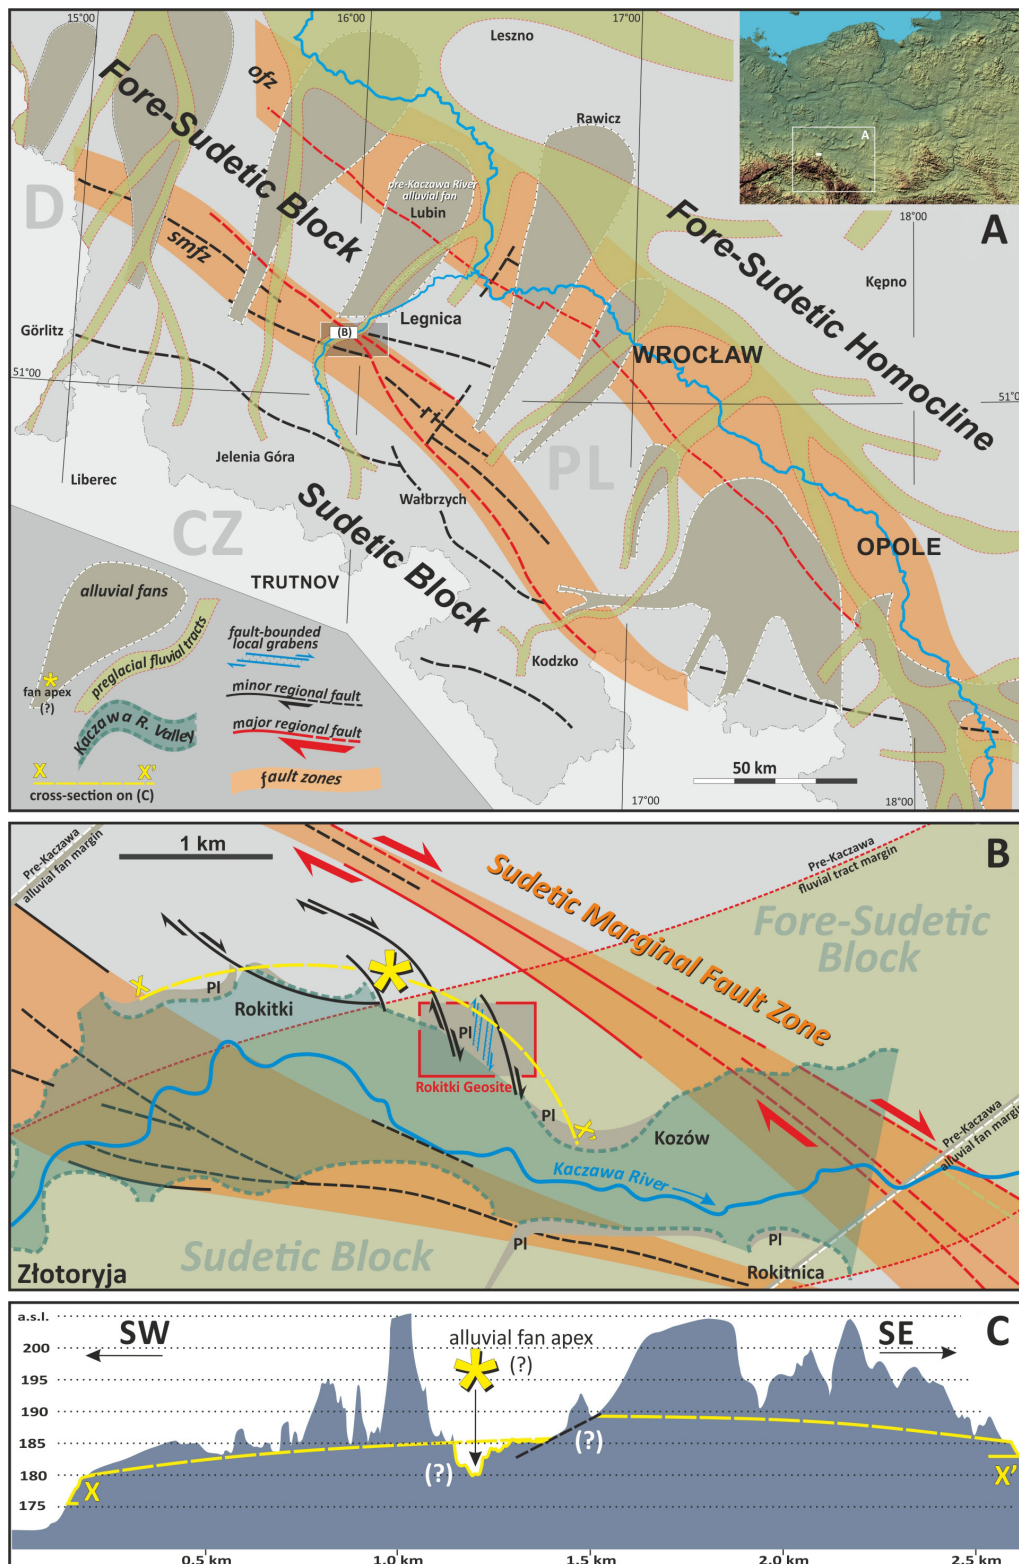 15°00'
16°00'
17°00'
Leszno
ofz
Fore-Sudetic Block
Rawicz
A
pre-Kaczawa River
alluvial fan
Lubin
D
18°00'
A
Fore-Sudetic Homocline
Kępno
smfz
Legnica
Görlitz
(B)
WROCŁAW
51°00
51°00
PL
Jelenia Góra
Liberec
Wałbrzych
Sudetic Block
CZ
OPOLE
TRUTNOV
alluvial fans
fault-bounded
local grabens
preglacial fluvial tracts
Kodzko
fan apex
(?)
minor regional fault
Kaczawa R. Valley
major regional fault
X
X'
fault zones
cross-section on (C)
50 km
17°00
18°00
1 km
B
Pre-Kaczawa
alluvial fan margin
Pre-Kaczawa
fluvial tract margin
Sudetic Marginal Fault Zone
Fore-Sudetic
Block
X
Pl
Rokitki
Pl
Rokitki Geosite
Pl
X'
Kozów
Pre-Kaczawa
alluvial fan margin
Kaczawa River
Sudetic Block
Pl
Pl
Złotoryja
Rokitnica
a.s.l.
SW
alluvial fan apex
(?)
SE
C
200
195
190
185
(?)
(?)
180
X
X'
175
0.5 km
1.0 km
1.5 km
2.0 km
2.5 km